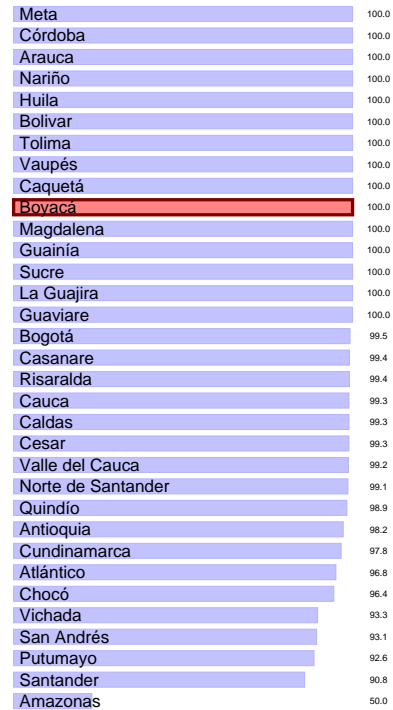 Meta 100.0
Córdoba 100.0
Arauca 100.0
Nariño 100.0
Huila 100.0
Bolivar 100.0
Tolima 100.0
Vaupés 100.0
Caquetá 100.0
Boyacá 100.0
Magdalena 100.0
Guainía 100.0
Sucre 100.0
La Guajira 100.0
Guaviare 100.0
Bogotá 99.5
Casanare 99.4
Risaralda 99.4
Cauca 99.3
Caldas 99.3
Cesar 99.3
Valle del Cauca 99.2
Norte de Santander 99.1
Quindío 98.9
Antioquia 98.2
Cundinamarca 97.8
Atlántico 96.8
Chocó 96.4
Vichada 93.3
San Andrés 93.1
Putumayo 92.6
Santander 90.8
Amazonas 50.0